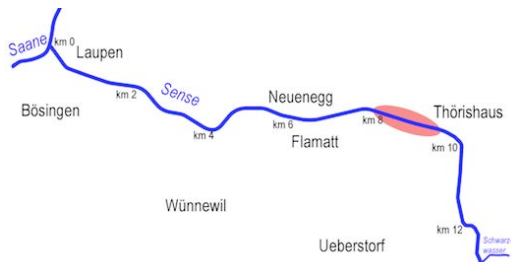 Saane
km 0
Laupen
km 2
Sense
Bösingen
km 4
Neuenegg
km 6
Flamatt
km 8
Thörishaus
km 10
Wünnewil
km 12
Ueberstorf
Schwarz-
wasser